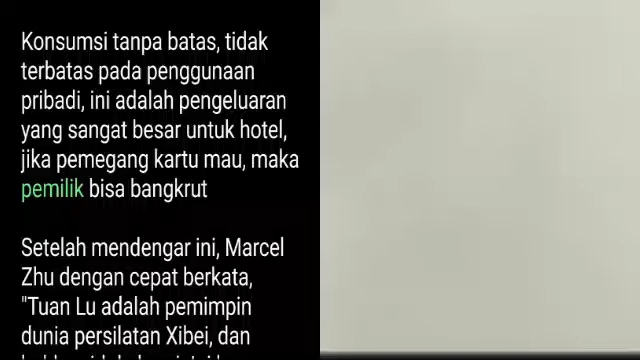 Konsumsi tanpa batas, tidak
terbatas pada penggunaan
pribadi, ini adalah pengeluaran
yang sangat besar untuk hotel,
jika pemegang kartu mau, maka
pemilik bisa bangkrut
Setelah mendengar ini, Marcel
Zhu dengan cepat berkata,
"Tuan Lu adalah pemimpin
dunia persilatan Xibei, dan